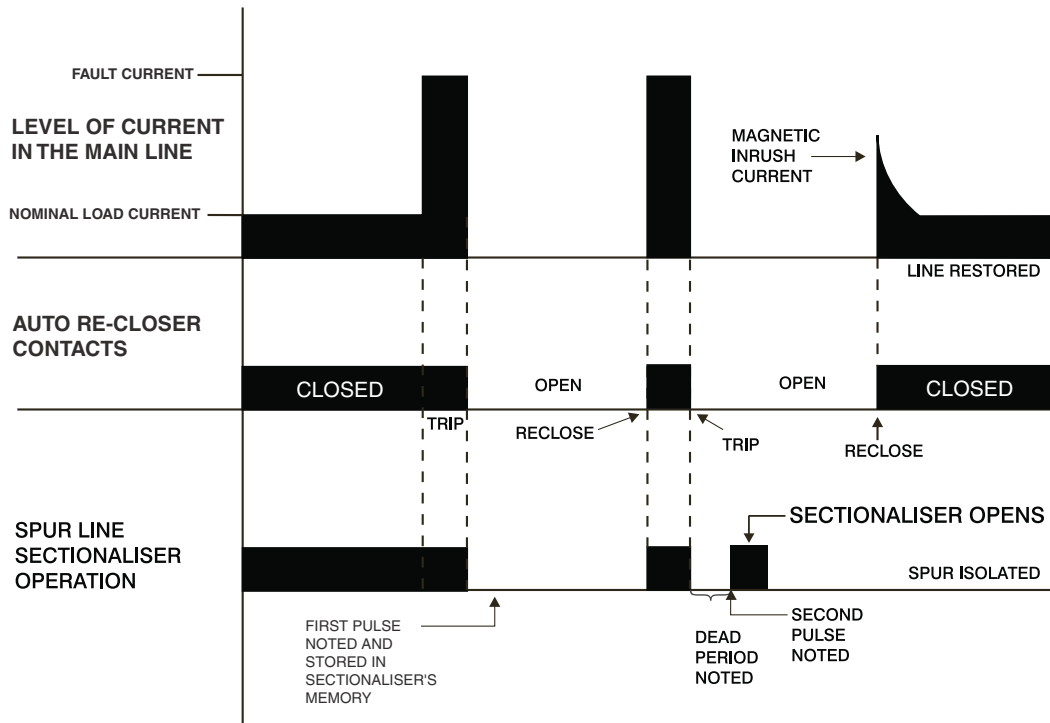 FAULT CURRENT
LEVEL OF CURRENT
IN THE MAIN LINE
NOMINAL LOAD CURRENT
MAGNETIC
INRUSH
CURRENT
LINE RESTORED
AUTO RE-CLOSER
CONTACTS
CLOSED
OPEN
OPEN
CLOSED
TRIP
RECLOSE
TRIP
RECLOSE
SPUR LINE
SECTIONALISER
OPERATION
SECTIONALISER OPENS
SPUR ISOLATED
FIRST PULSE
NOTED AND
STORED IN
SECTIONALISER'S
MEMORY
DEAD
PERIOD
NOTED
SECOND
PULSE
NOTED